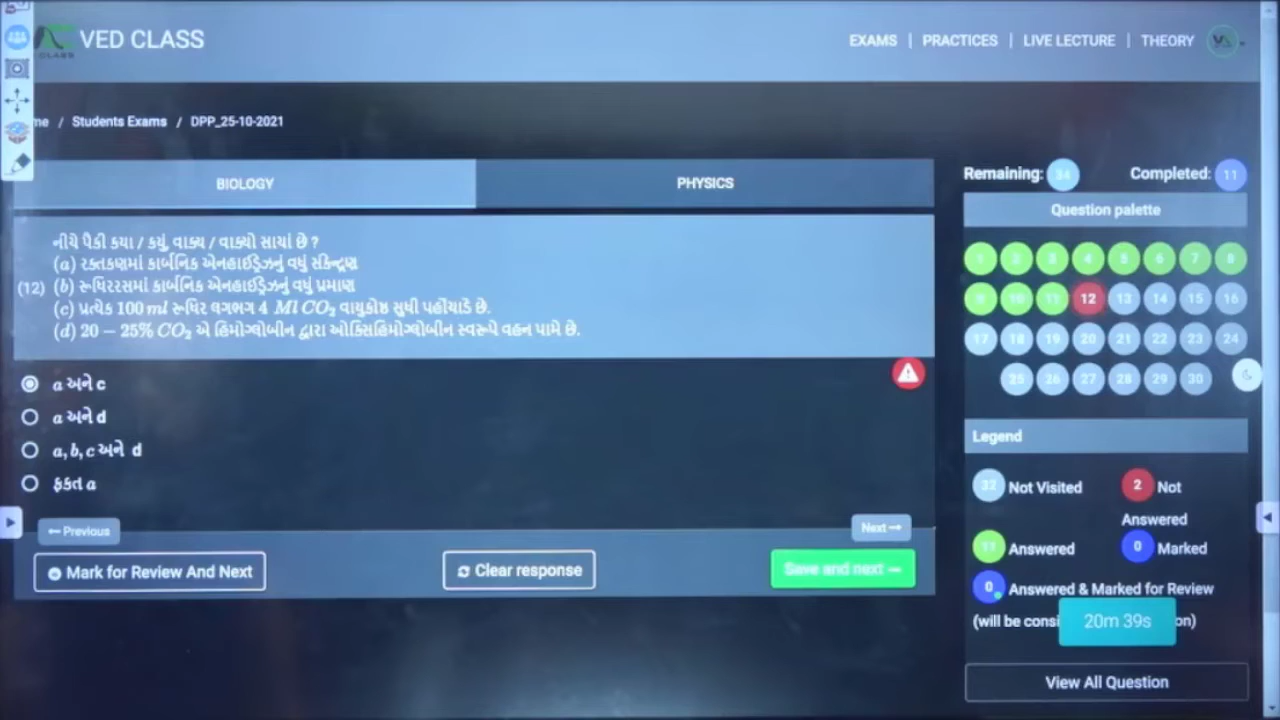 VED CLASS
EXAMS | PRACTICES | LIVE LECTURE | THEORY
CLASS
me / Students Exams / DPP_25-10-2021
BIOLOGY
PHYSICS
Remaining: 34 Completed: 11
Question palette
નીચે પૈકી કયા / કયું, વાક્ય / વાક્યો સાચાં છે ?
(a) રક્તકણમાં કાર્બનિક એનહાઈડ્રેઝનું વધું સંકેન્દ્રણ
(12) (b) રુધિરરસમાં કાર્બનિક એનહાઈડ્રેઝનું વધું પ્રમાણ
(c) પ્રત્યેક 100 ml રુધિર લગભગ 4 Ml CO₂ વાયુકોષ્ઠ સુધી પહોંચાડે છે.
(d) 20 – 25% CO₂ એ હિમોગ્લોબીન દ્વારા ઓક્સિહિમોગ્લોબીન સ્વરૂપે વહન પામે છે.
a અને c
a અને d
a, b, c અને d
ફક્ત a
1 2 3 4 5 6 7 8
9 10 11 12 13 14 15 16
17 18 19 20 21 22 23 24
25 26 27 28 29 30
Legend
32 Not Visited
2 Not Answered
11 Answered
0 Marked
0 Answered & Marked for Review
(will be consi on)
20m 39s
← Previous
Next →
Mark for Review And Next
Clear response
Save and next
View All Question